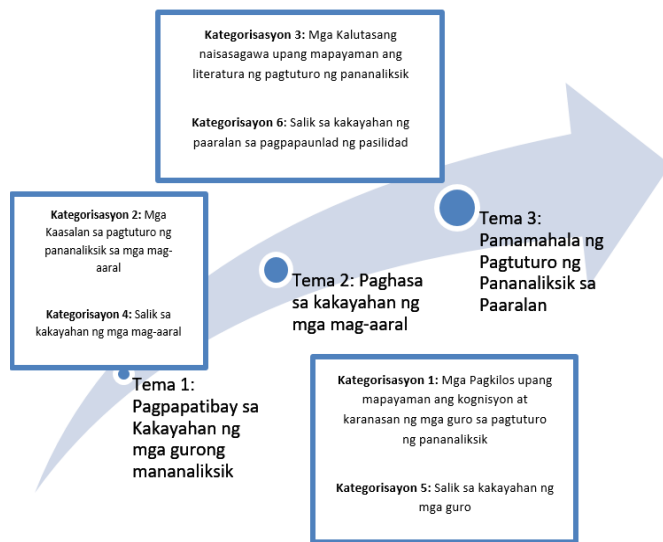 Kategorisasyon 3: Mga Kalutasang
naisasagawa upang mapayaman ang
literatura ng pagtuturo ng pananaliksik
Kategorisayon 6: Salik sa kakayahan ng
paaralan sa pagpapaunlad ng pasilidad
Kategorisasyon 2: Mga
Kaasalan sa pagtuturo ng
pananaliksik sa mga mag-
aaral
Kategorisasyon 4: Salik sa
kakayahan ng mga mag-aaral
Tema 3:
Pamamahala ng
Pagtuturo ng
Pananaliksik sa
Paaralan
Tema 2: Paghasa
sa kakayahan ng
mga mag-aaral
Tema 1:
Pagpapatibay sa
Kakayahan ng
mga gurong
mananaliksik
Kategorisasyon 1: Mga Pagkilos upang
mapayaman ang kognisyon at
karanasan ng mga guro sa pagtuturo
ng pananaliksik
Kategorisasyon 5: Salik sa kakayahan ng
mga guro